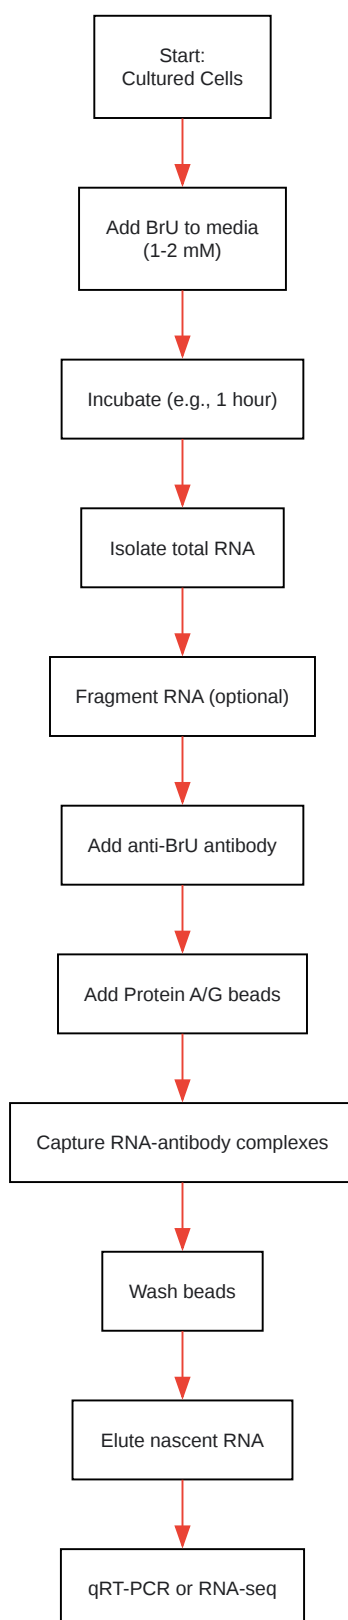 Start:
Cultured Cells
Add BrU to media
(1-2 mM)
Incubate (e.g., 1 hour)
Isolate total RNA
Fragment RNA (optional)
Add anti-BrU antibody
Add Protein A/G beads
Capture RNA-antibody complexes
Wash beads
Elute nascent RNA
qRT-PCR or RNA-seq